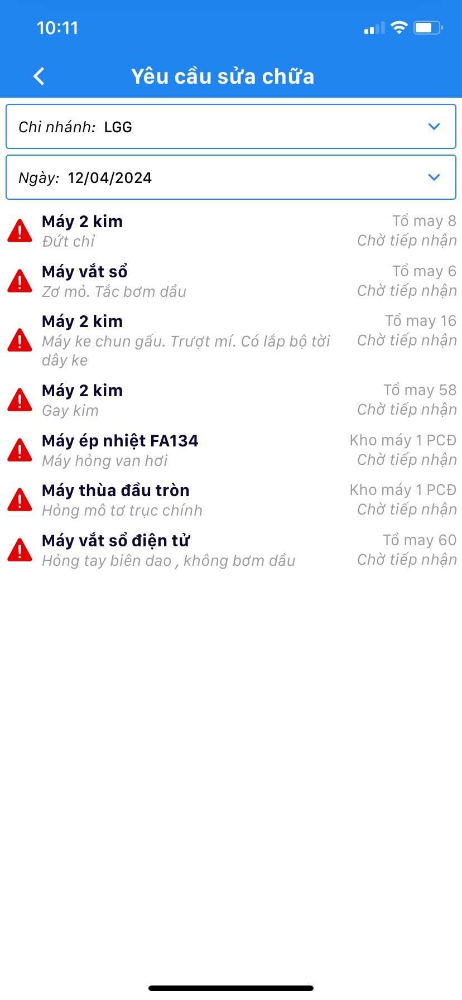 10:11
Yêu cầu sửa chữa
Chi nhánh: LGG
Ngày: 12/04/2024
Máy 2 kim
Tổ may 8
Đứt chỉ
Chờ tiếp nhận
Máy vắt sổ
Tổ may 6
Zơ mỏ. Tắc bơm dầu
Chờ tiếp nhận
Máy 2 kim
Tổ may 16
Máy ke chun gấu. Trượt mí. Có lắp bộ tời
Chờ tiếp nhận
dây ke
Máy 2 kim
Tổ may 58
Gay kim
Chờ tiếp nhận
Máy ép nhiệt FA134
Kho máy 1 PCĐ
Máy hỏng van hơi
Chờ tiếp nhận
Máy thùa đầu tròn
Kho máy 1 PCĐ
Hỏng mô tơ trục chính
Chờ tiếp nhận
Máy vắt sổ điện tử
Tổ may 60
Hỏng tay biên dao , không bơm dầu
Chờ tiếp nhận